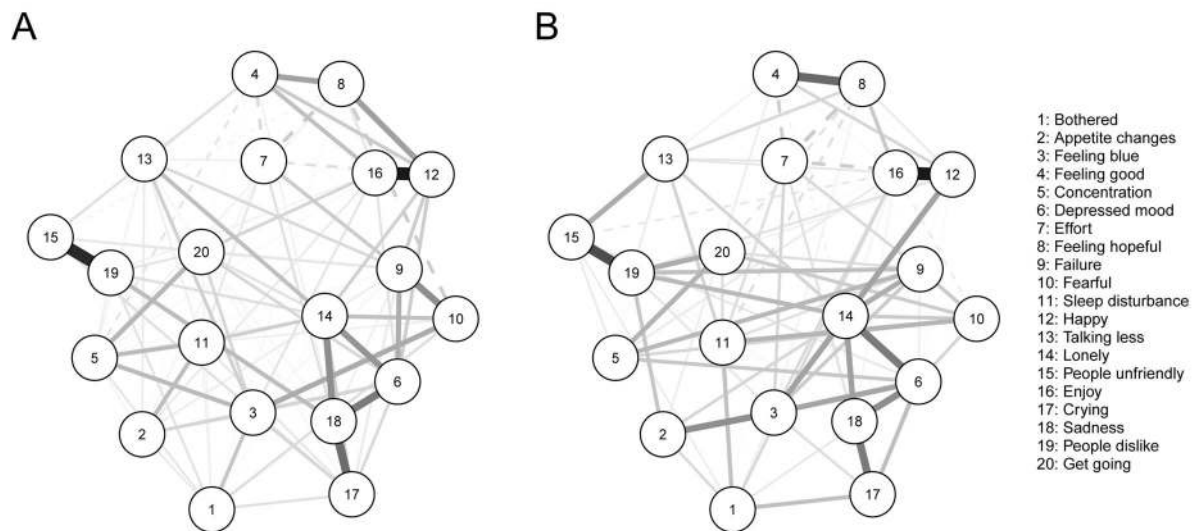 A
B
4
8
13
7
16
12
15
19
20
9
10
14
11
5
6
3
18
2
17
1
4
8
13
7
16
12
15
19
20
9
10
14
11
5
6
3
18
2
17
1
1: Bothered
2: Appetite changes
3: Feeling blue
4: Feeling good
5: Concentration
6: Depressed mood
7: Effort
8: Feeling hopeful
9: Failure
10: Fearful
11: Sleep disturbance
12: Happy
13: Talking less
14: Lonely
15: People unfriendly
16: Enjoy
17: Crying
18: Sadness
19: People dislike
20: Get going